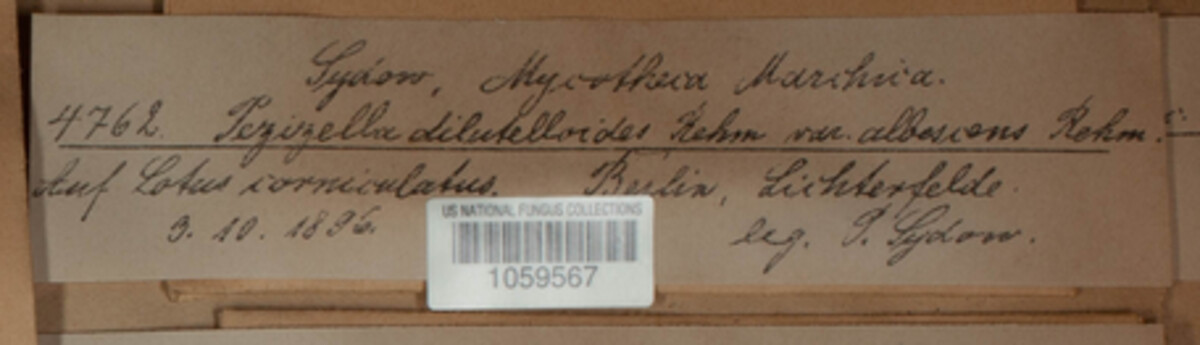 Sydow, Mycotheca Marchica.
4762. Pezizella dilutelloides Rehm var. albescens Rehm.
Auf Lotus corniculatus. Berlin, Lichterfelde.
3. 10. 1896. leg. P. Sydow.
US NATIONAL FUNGUS COLLECTIONS
1059567